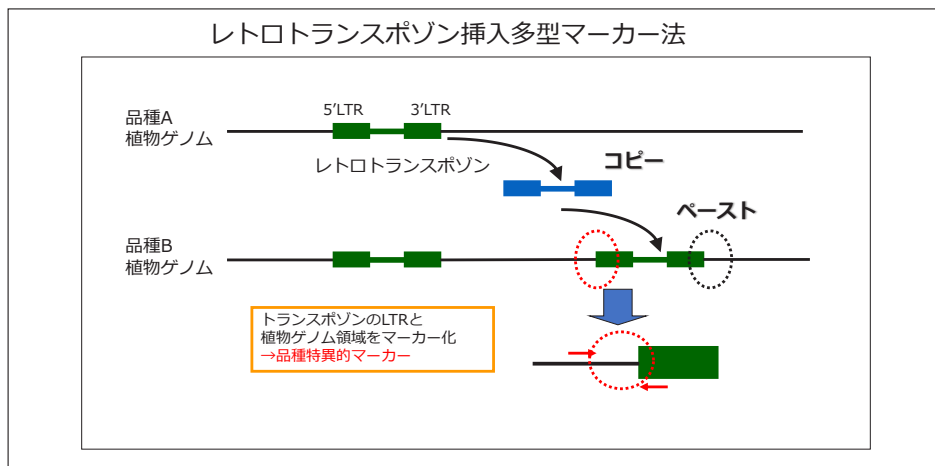 レトロトランスポゾン挿入多型マーカー法
5'LTR
3'LTR
品種A
植物ゲノム
レトロトランスポゾン
コピー
ペースト
品種B
植物ゲノム
トランスポゾンのLTRと
植物ゲノム領域をマーカー化
→品種特異的マーカー